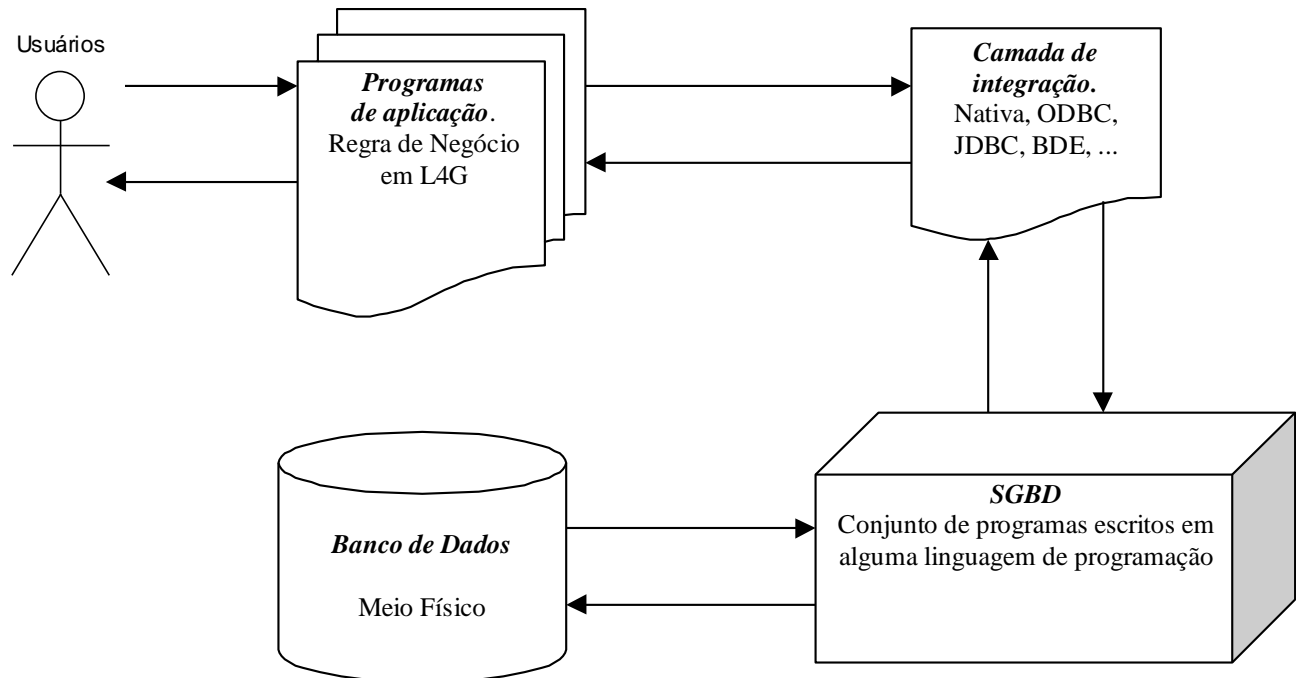 Usuários
Programas
de aplicação.
Regra de Negócio
em L4G
Camada de
integração.
Nativa, ODBC,
JDBC, BDE, ...
Banco de Dados
Meio Físico
SGBD
Conjunto de programas escritos em
alguma linguagem de programação